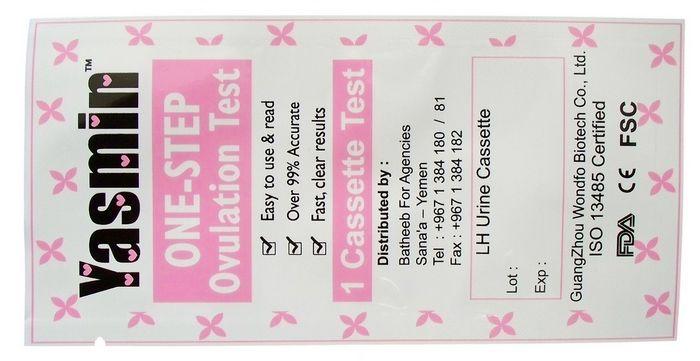 Yasmin™
ONE-STEP
Ovulation Test
Easy to use & read
Over 99% Accurate
Fast, clear results
1 Cassette Test
Distributed by :
Batheeb For Agencies
Sana'a – Yemen
Tel : +967 1 384 180 / 81
Fax : +967 1 384 182
LH Urine Cassette
Lot :
Exp :
GuangZhou Wondfo Biotech Co., Ltd.
ISO 13485 Certified
FDA CE FSC